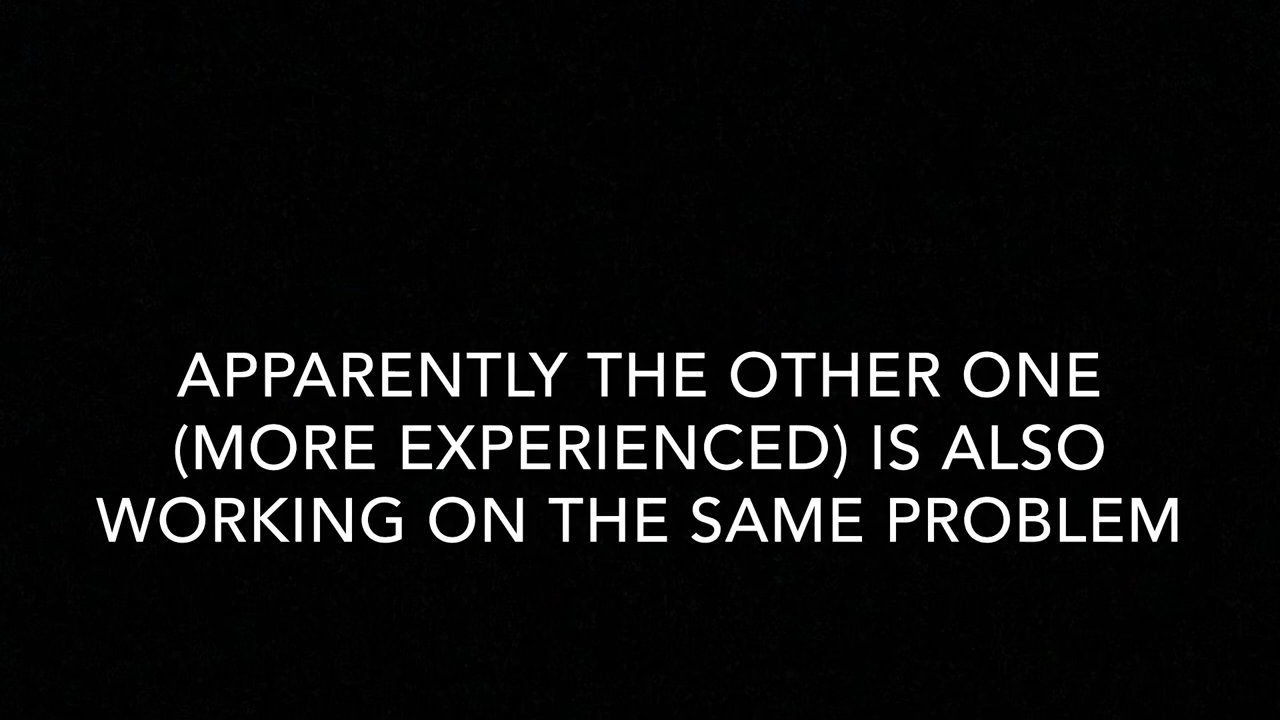 APPARENTLY THE OTHER ONE
(MORE EXPERIENCED) IS ALSO
WORKING ON THE SAME PROBLEM